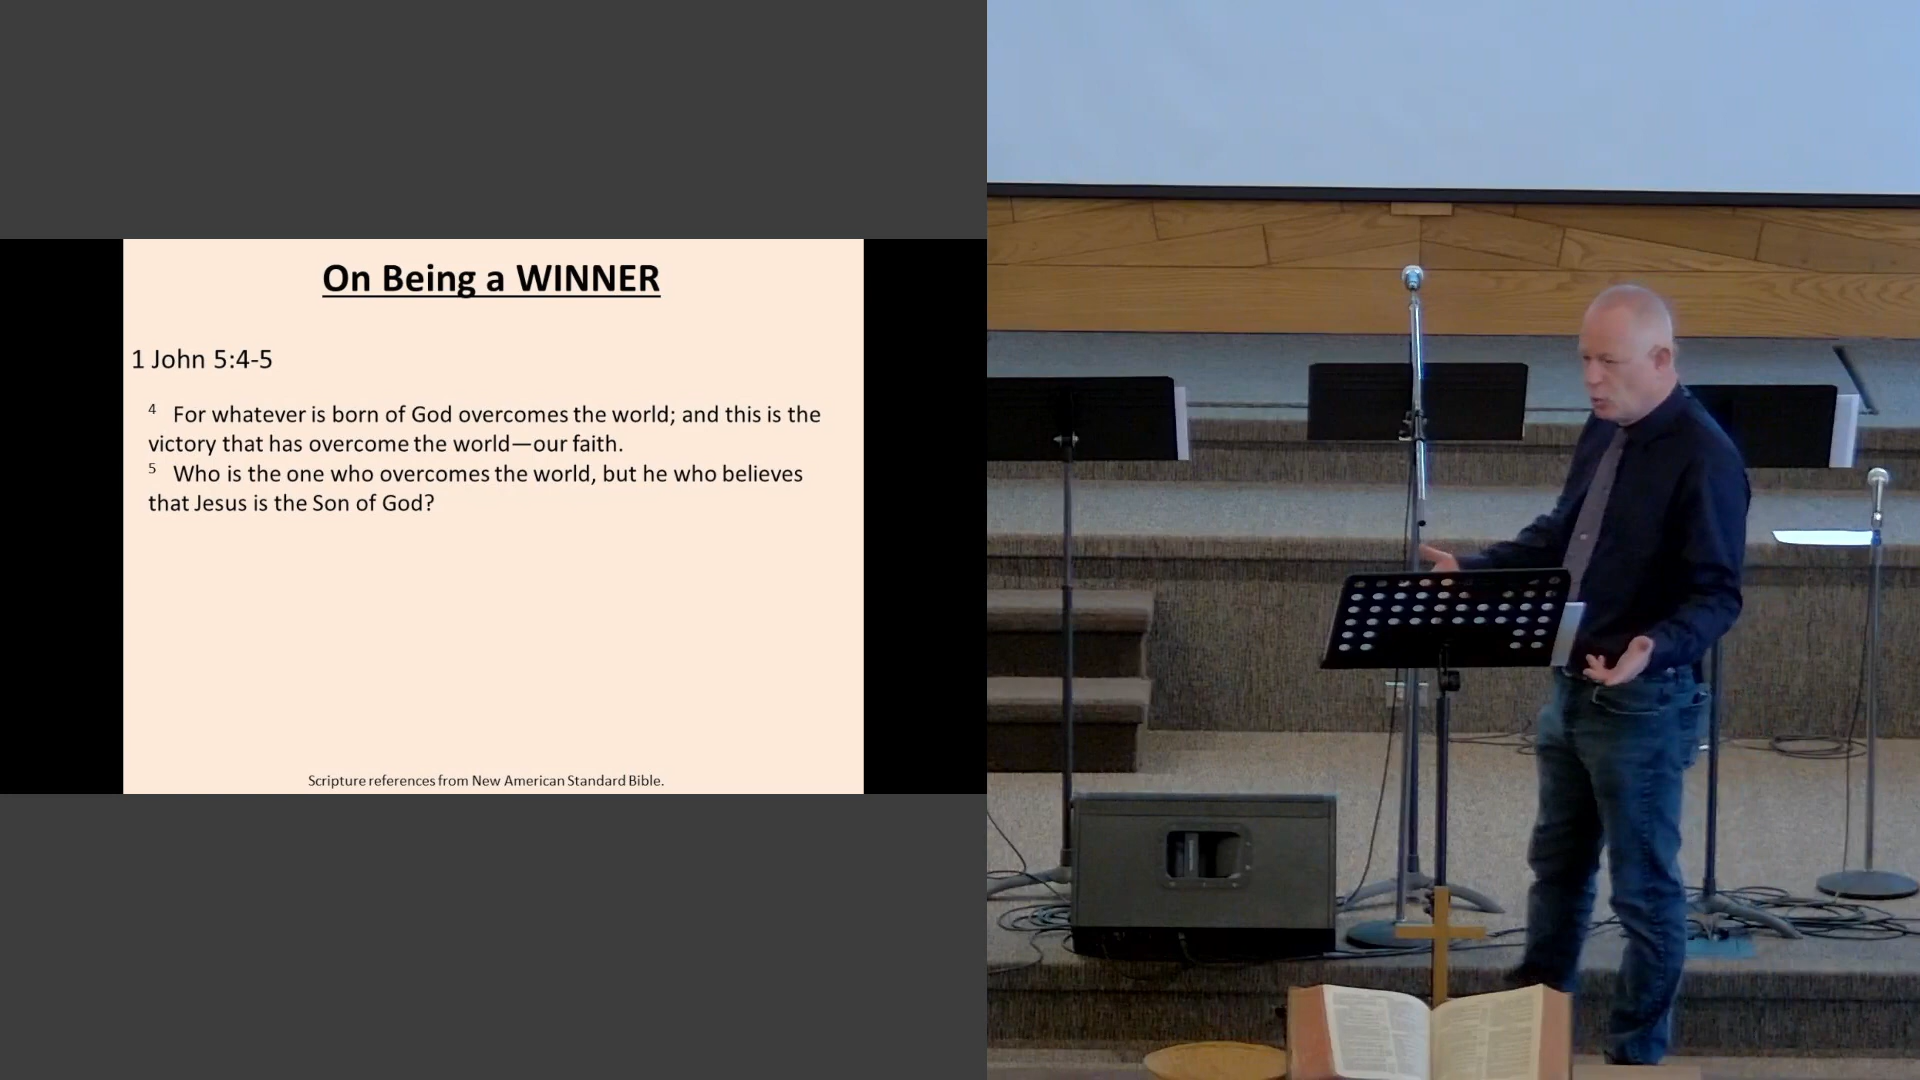 On Being a WINNER
1 John 5:4-5
4 For whatever is born of God overcomes the world; and this is the
victory that has overcome the world—our faith.
5 Who is the one who overcomes the world, but he who believes
that Jesus is the Son of God?
Scripture references from New American Standard Bible.